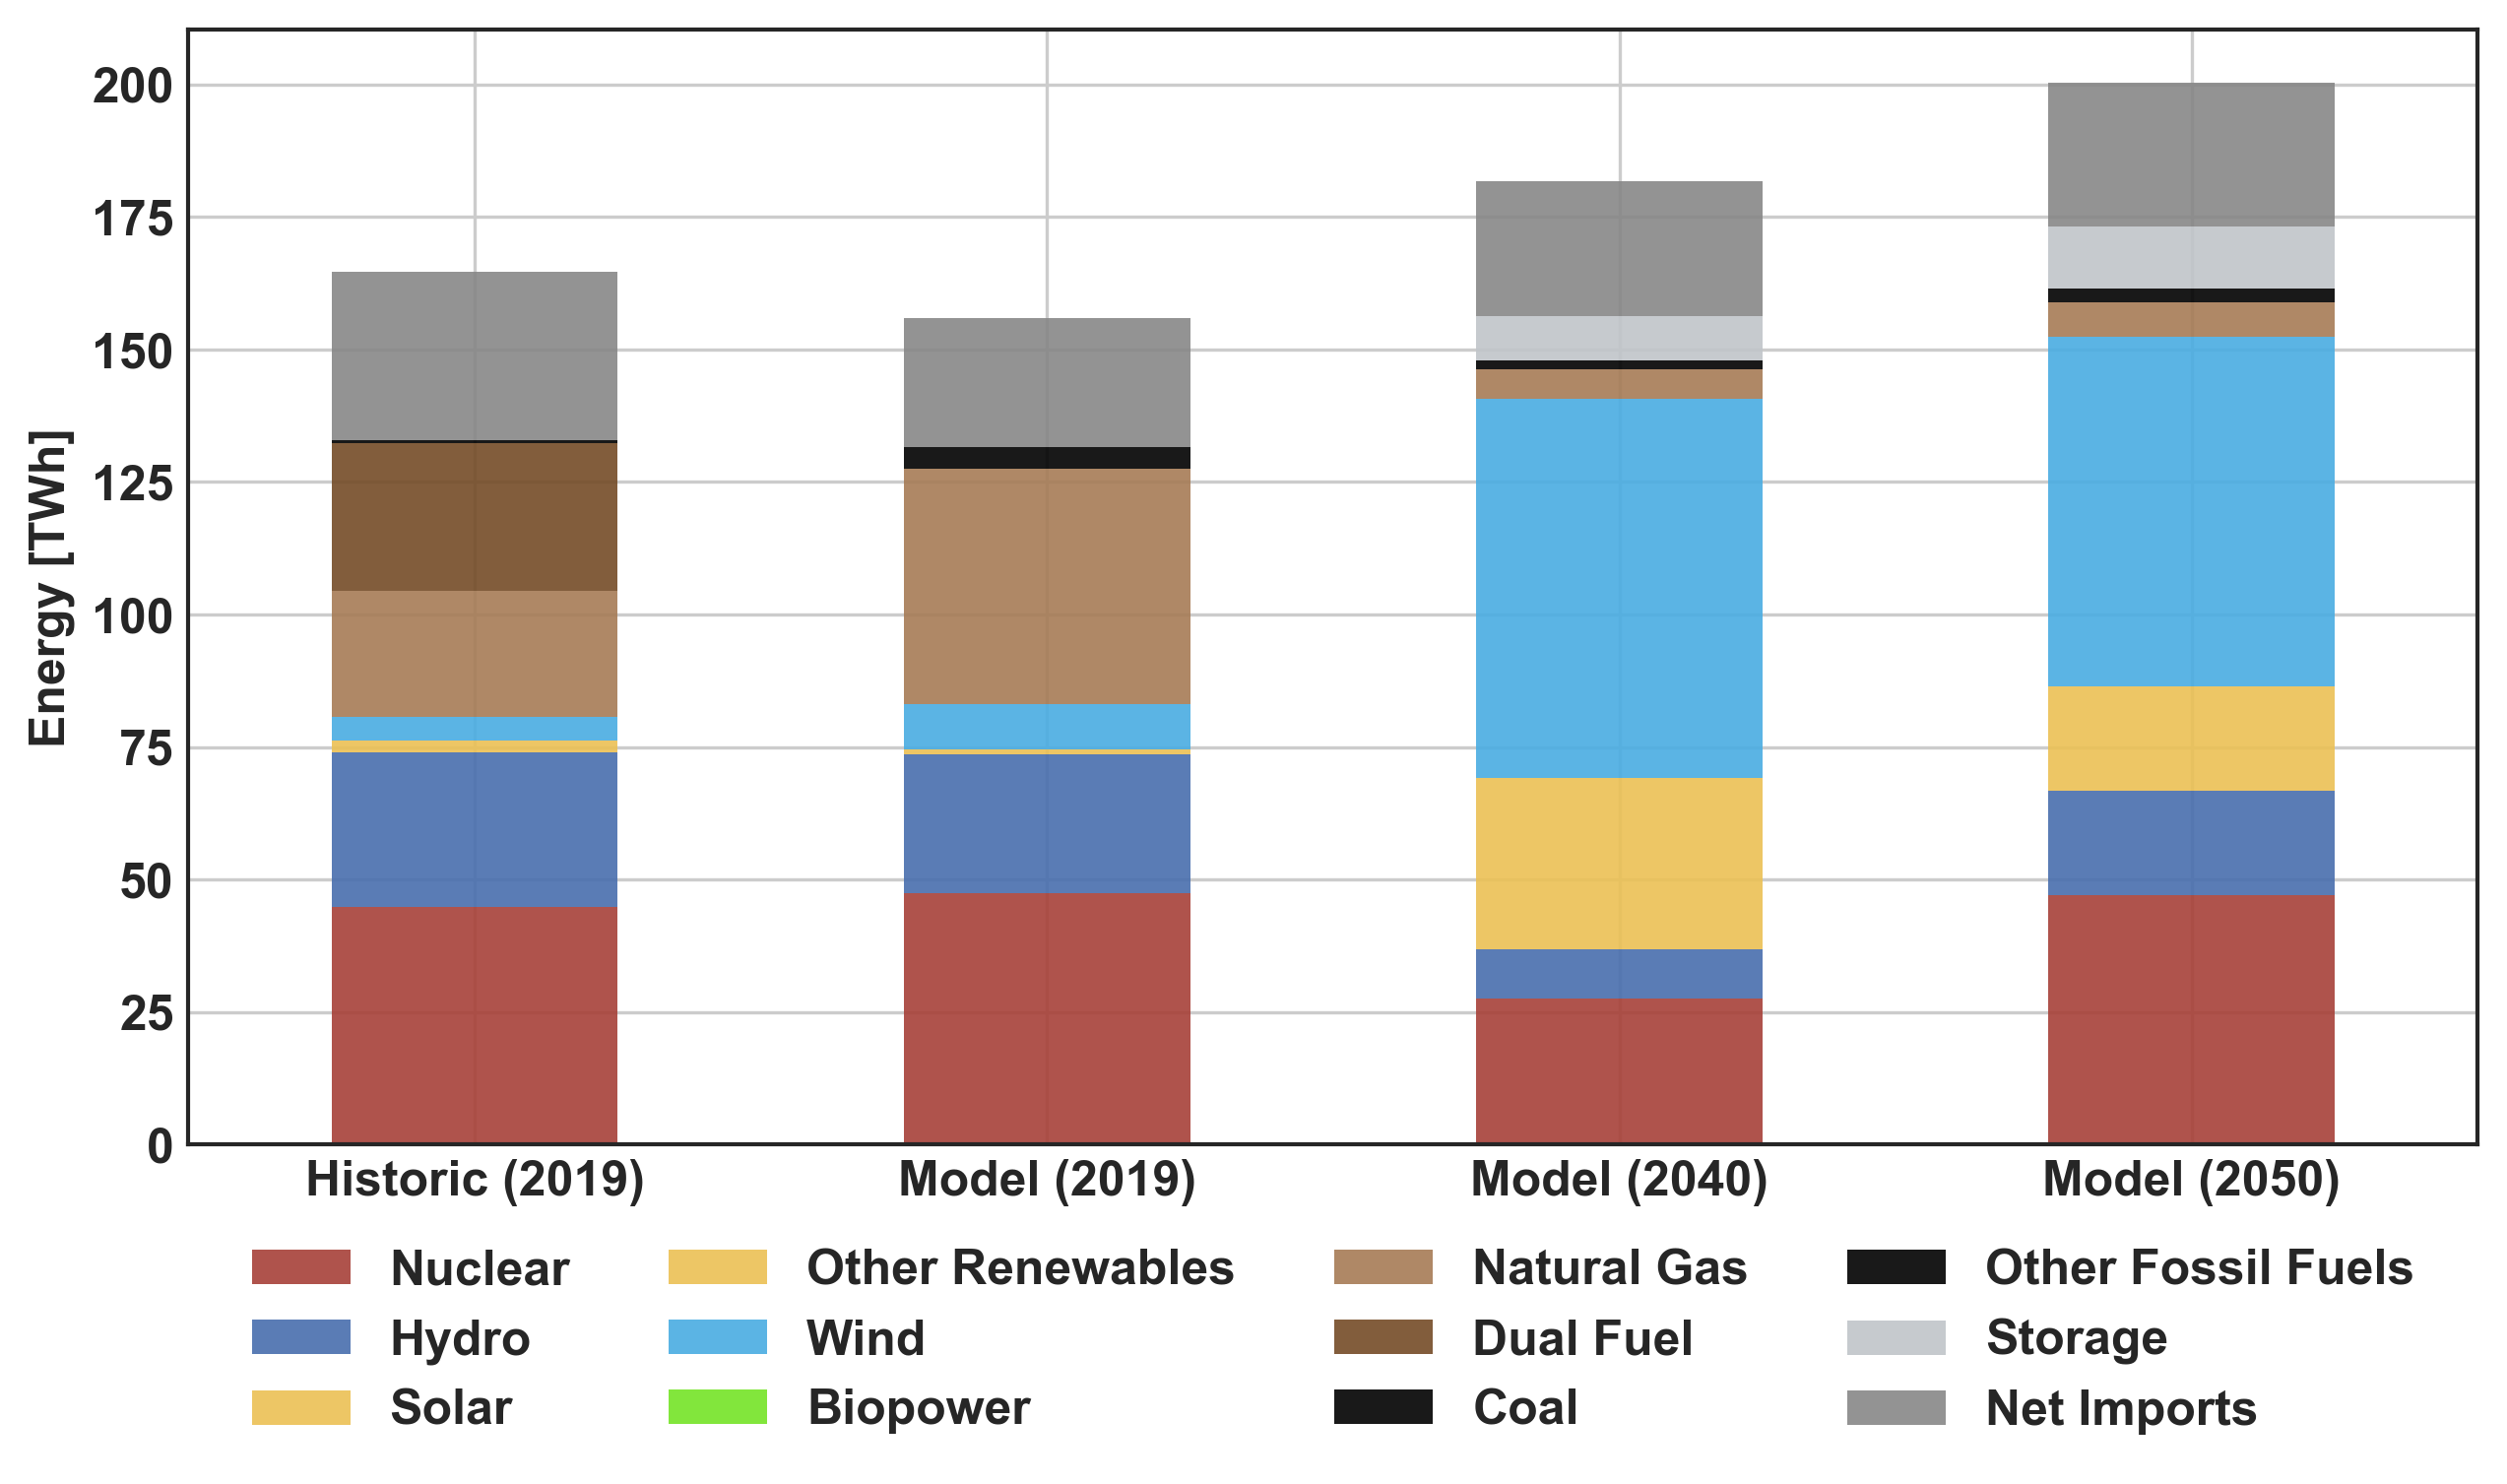 Energy [TWh]
200
175
150
125
100
75
50
25
0
Historic (2019) Model (2019) Model (2040) Model (2050)
Nuclear Other Renewables Natural Gas Other Fossil Fuels
Hydro Wind Dual Fuel Storage
Solar Biopower Coal Net Imports